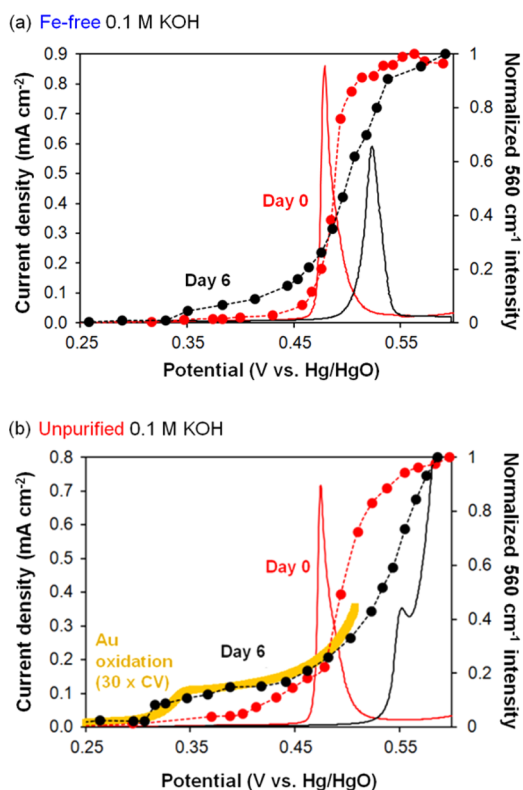 (a) Fe-free 0.1 M KOH
Current density (mA cm-2)
0.9
0.8
0.7
0.6
0.5
0.4
0.3
0.2
0.1
0.0
Day 0
Day 6
1
0.8
0.6
0.4
0.2
0
Normalized 560 cm-1 intensity
0.25 0.35 0.45 0.55
Potential (V vs. Hg/HgO)
(b) Unpurified 0.1 M KOH
Current density (mA cm-2)
0.8
0.7
0.6
0.5
0.4
0.3
0.2
0.1
0.0
Day 0
Au
oxidation
(30 x CV)
Day 6
1
0.8
0.6
0.4
0.2
0
Normalized 560 cm-1 intensity
0.25 0.35 0.45 0.55
Potential (V vs. Hg/HgO)